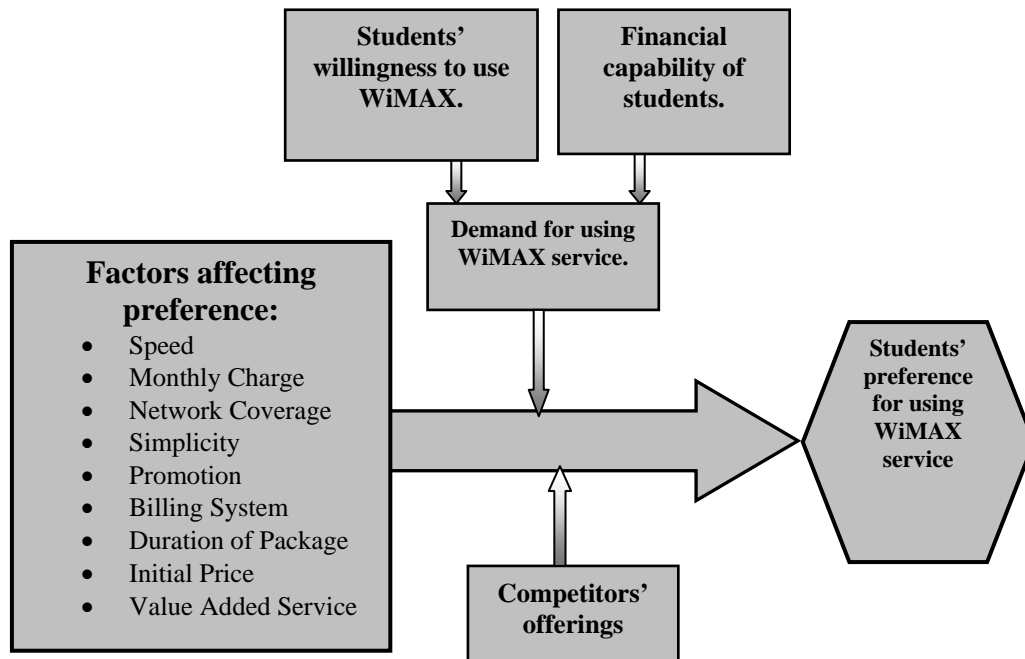 Students’
willingness to use
WiMAX.
Financial
capability of
students.
Demand for using
WiMAX service.
Factors affecting
preference:
• Speed
• Monthly Charge
• Network Coverage
• Simplicity
• Promotion
• Billing System
• Duration of Package
• Initial Price
• Value Added Service
Students’
preference
for using
WiMAX
service
Competitors’
offerings